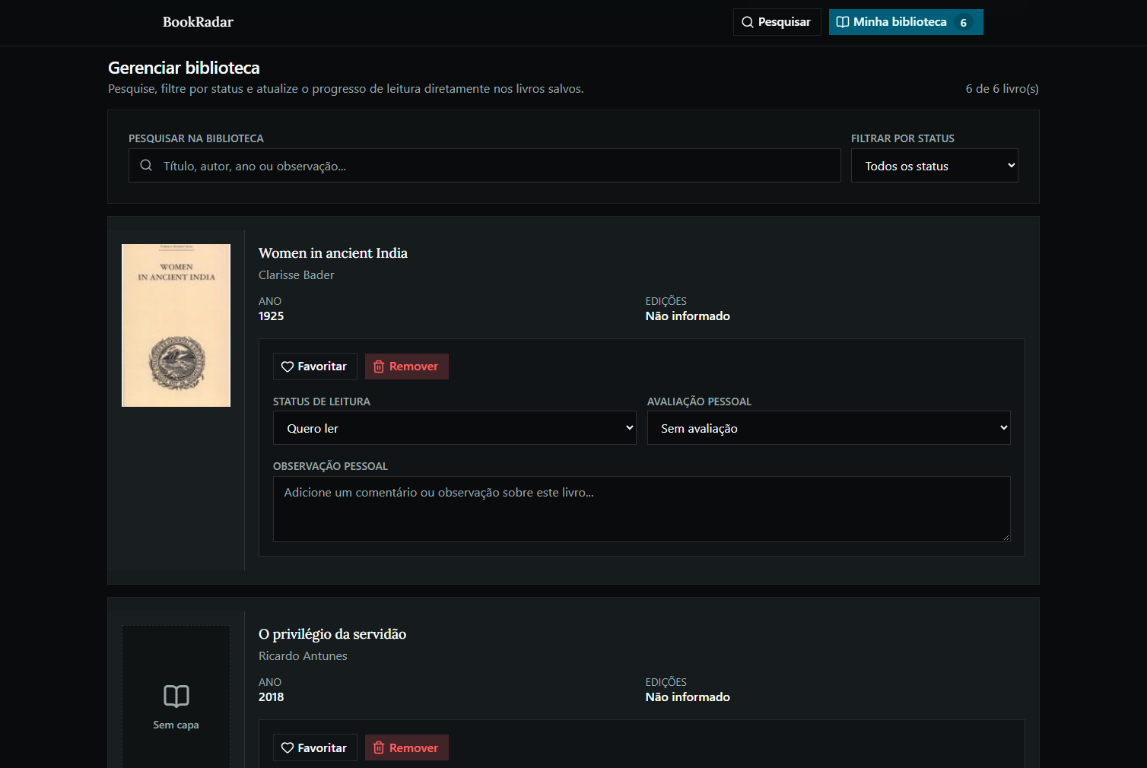 BookRadar
Pesquisar
Minha biblioteca 6
Gerenciar biblioteca
Pesquise, filtre por status e atualize o progresso de leitura diretamente nos livros salvos.
6 de 6 livro(s)
PESQUISAR NA BIBLIOTECA
Título, autor, ano ou observação...
FILTRAR POR STATUS
Todos os status
WOMEN
IN ANCIENT INDIA
Women in ancient India
Clarisse Bader
ANO
1925
EDIÇÕES
Não informado
Favoritar
Remover
STATUS DE LEITURA
Quero ler
AVALIAÇÃO PESSOAL
Sem avaliação
OBSERVAÇÃO PESSOAL
Adicione um comentário ou observação sobre este livro...
Sem capa
O privilégio da servidão
Ricardo Antunes
ANO
2018
EDIÇÕES
Não informado
Favoritar
Remover